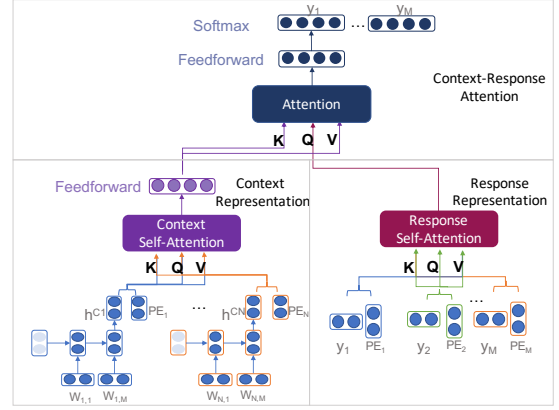 y1 yM
Softmax ...
Feedforward
Context-Response
Attention
Attention
K Q V
Feedforward
Context
Representation
Context
Self-Attention
K Q V
hC1 PE1 ... hCN PEN
W1,1 W1,M WN,1 WN,M
Response
Representation
Response
Self-Attention
K Q V
...
y1 PE1 y2 PE2 yM PEM